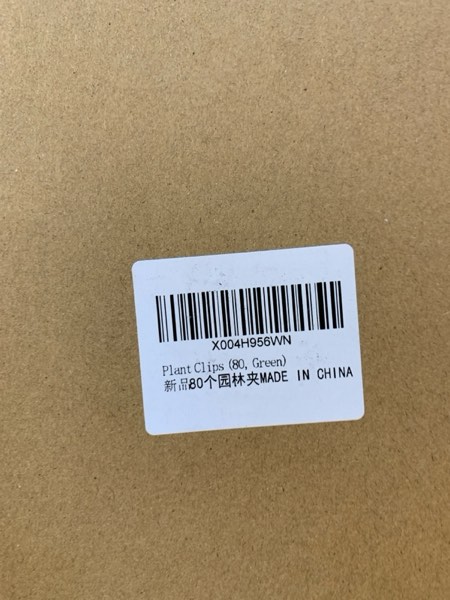 X004H956WN
Plant Clips (80, Green)
新品80个园林夹MADE IN CHINA